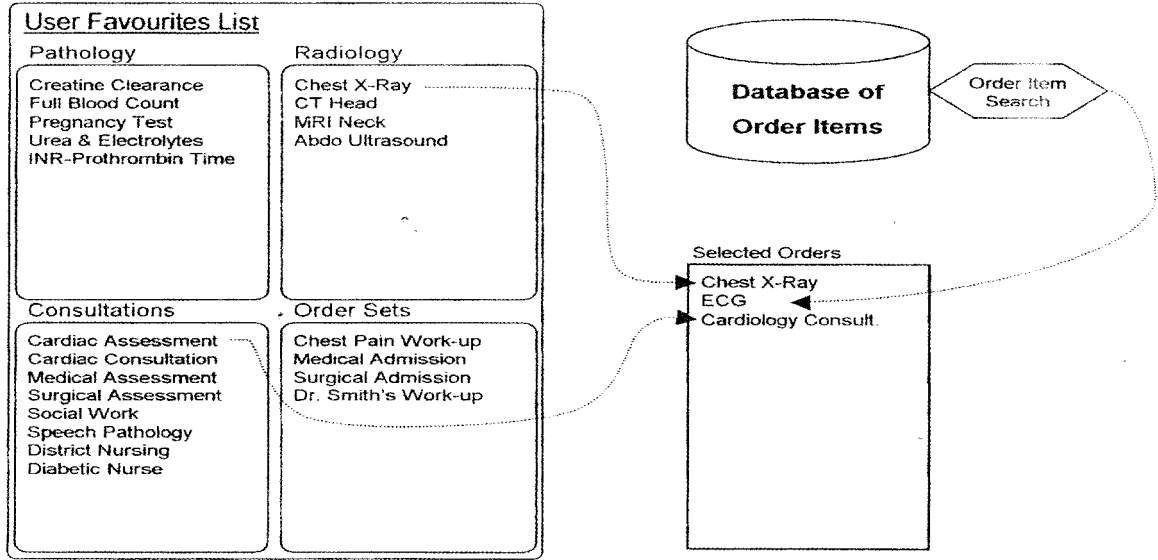 User Favourites List
Pathology
Creatine Clearance
Full Blood Count
Pregnancy Test
Urea & Electrolytes
INR-Prothrombin Time
Radiology
Chest X-Ray
CT Head
MRI Neck
Abdo Ultrasound
Consultations
Cardiac Assessment
Cardiac Consultation
Medical Assessment
Surgical Assessment
Social Work
Speech Pathology
District Nursing
Diabetic Nurse
Order Sets
Chest Pain Work-up
Medical Admission
Surgical Admission
Dr. Smith's Work-up
Database of
Order Items
Order Item
Search
Selected Orders
Chest X-Ray
ECG
Cardiology Consult.